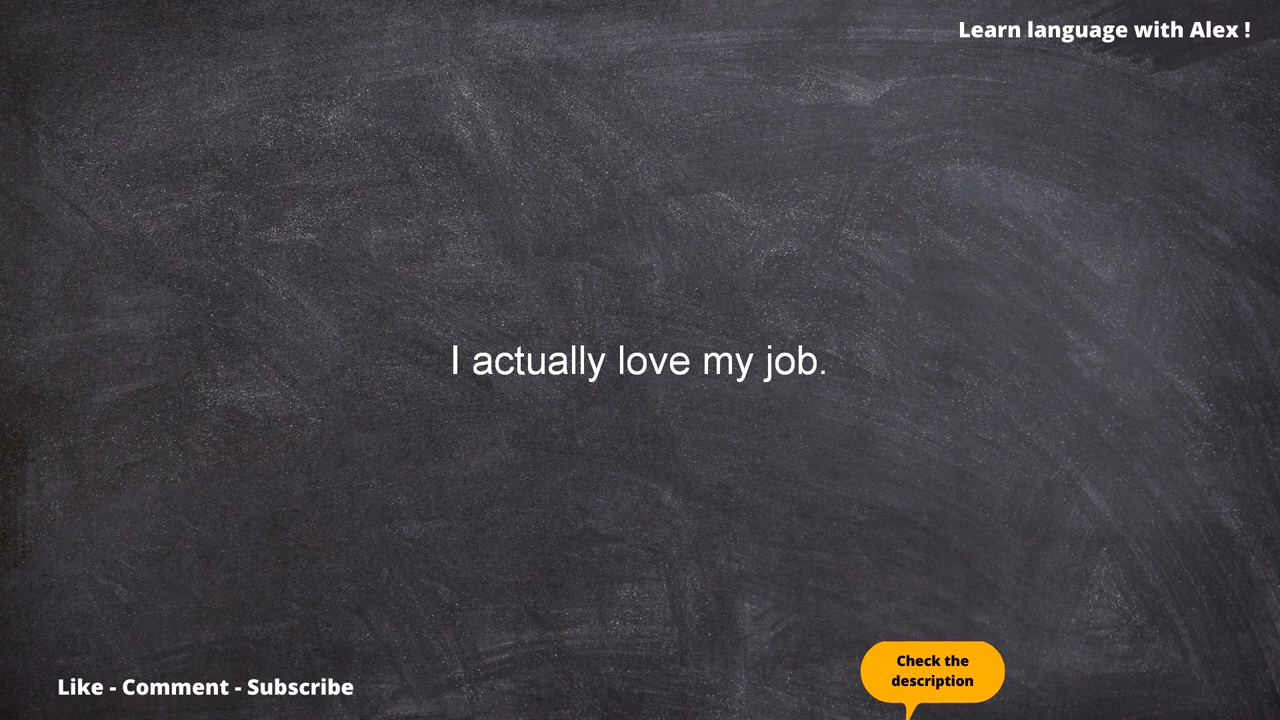 Learn language with Alex !
I actually love my job.
Like - Comment - Subscribe
Check the
description